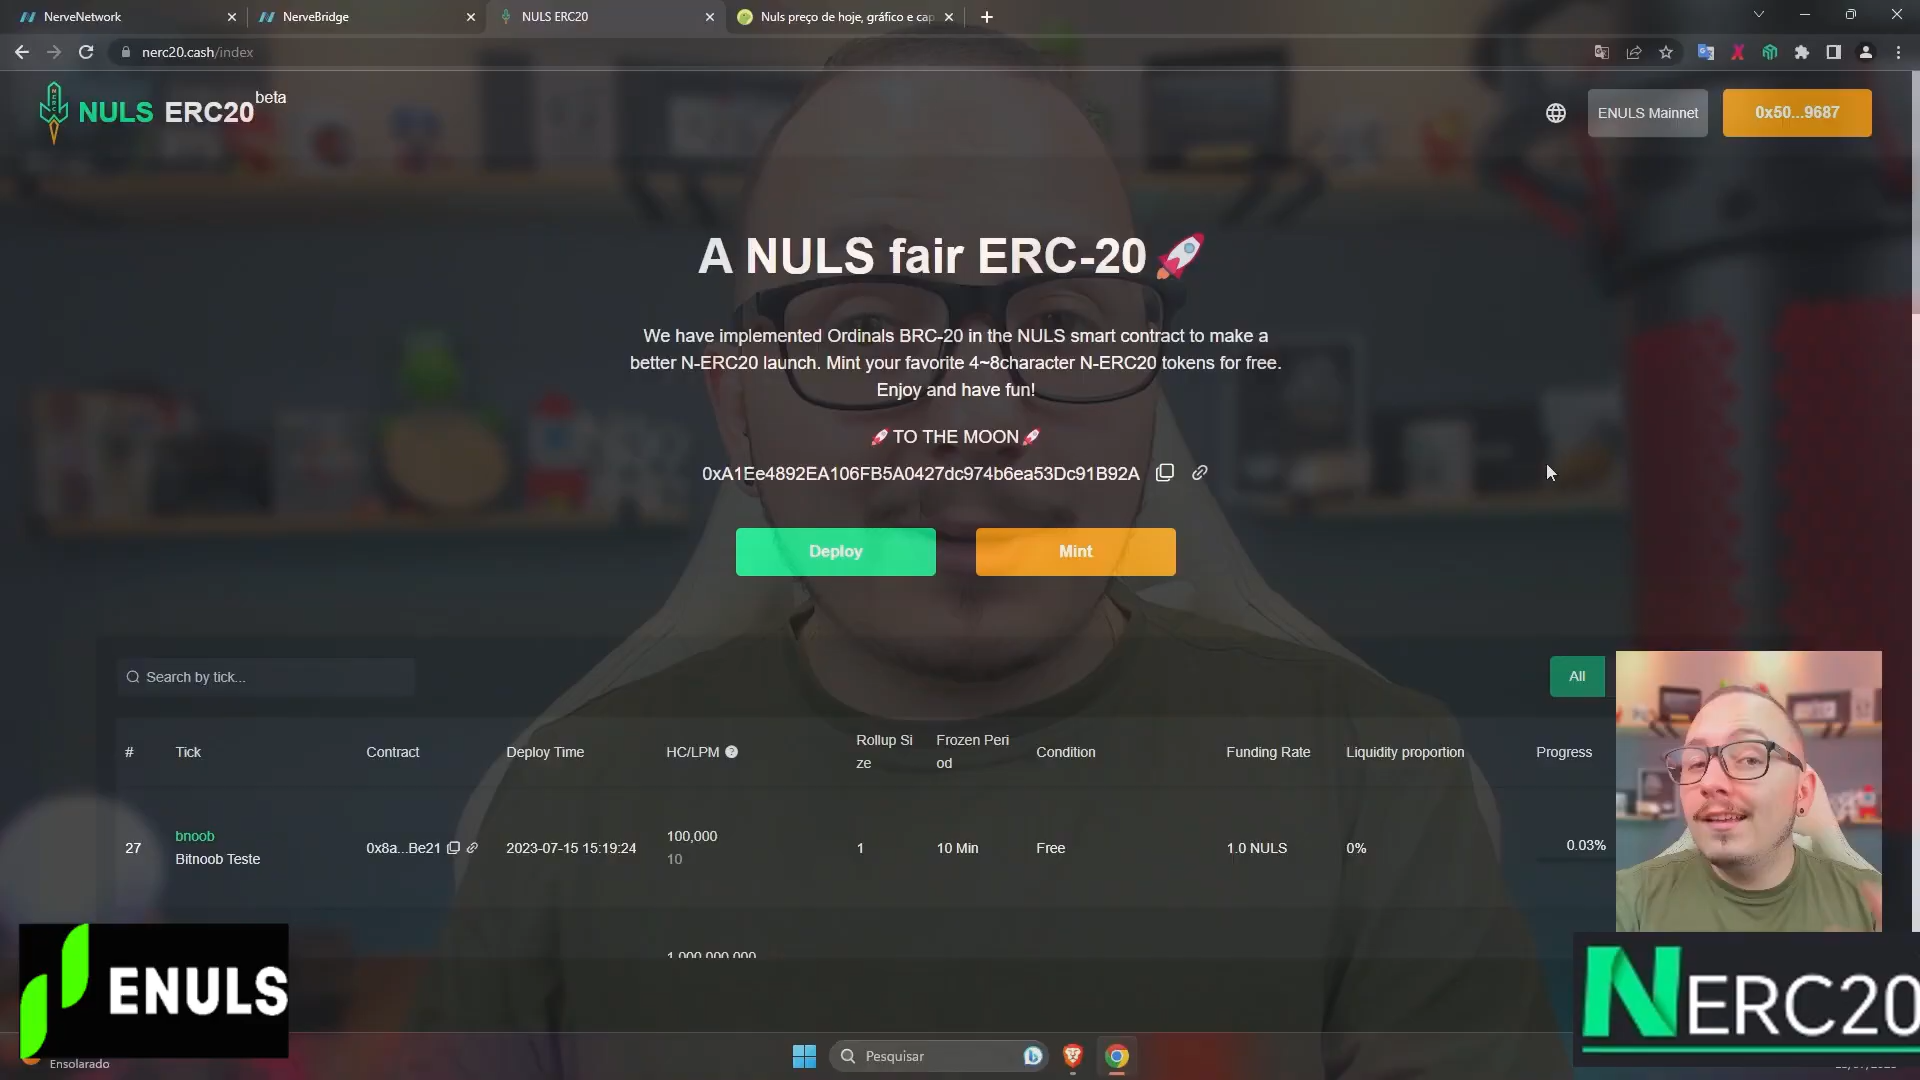 NerveNetwork
NerveBridge
NULS ERC20
Nuls preço de hoje, gráfico e cap
nerc20.cash/index
NULS ERC20 beta
ENULS Mainnet
0x50...9687
A NULS fair ERC-20
We have implemented Ordinals BRC-20 in the NULS smart contract to make a
better N-ERC20 launch. Mint your favorite 4~8character N-ERC20 tokens for free.
Enjoy and have fun!
TO THE MOON
0xA1Ee4892EA106FB5A0427dc974b6ea53Dc91B92A
Deploy
Mint
Search by tick...
All
# Tick Contract Deploy Time HC/LPM Rollup Si
ze Frozen Peri
od Condition Funding Rate Liquidity proportion Progress
27 bnoob
Bitnoob Teste
0x8a...Be21 2023-07-15 15:19:24 100,000
10
1 10 Min Free 1.0 NULS 0% 0.03%
1,000,000,000
ENULS
NERC20
Ensolarado
Pesquisar